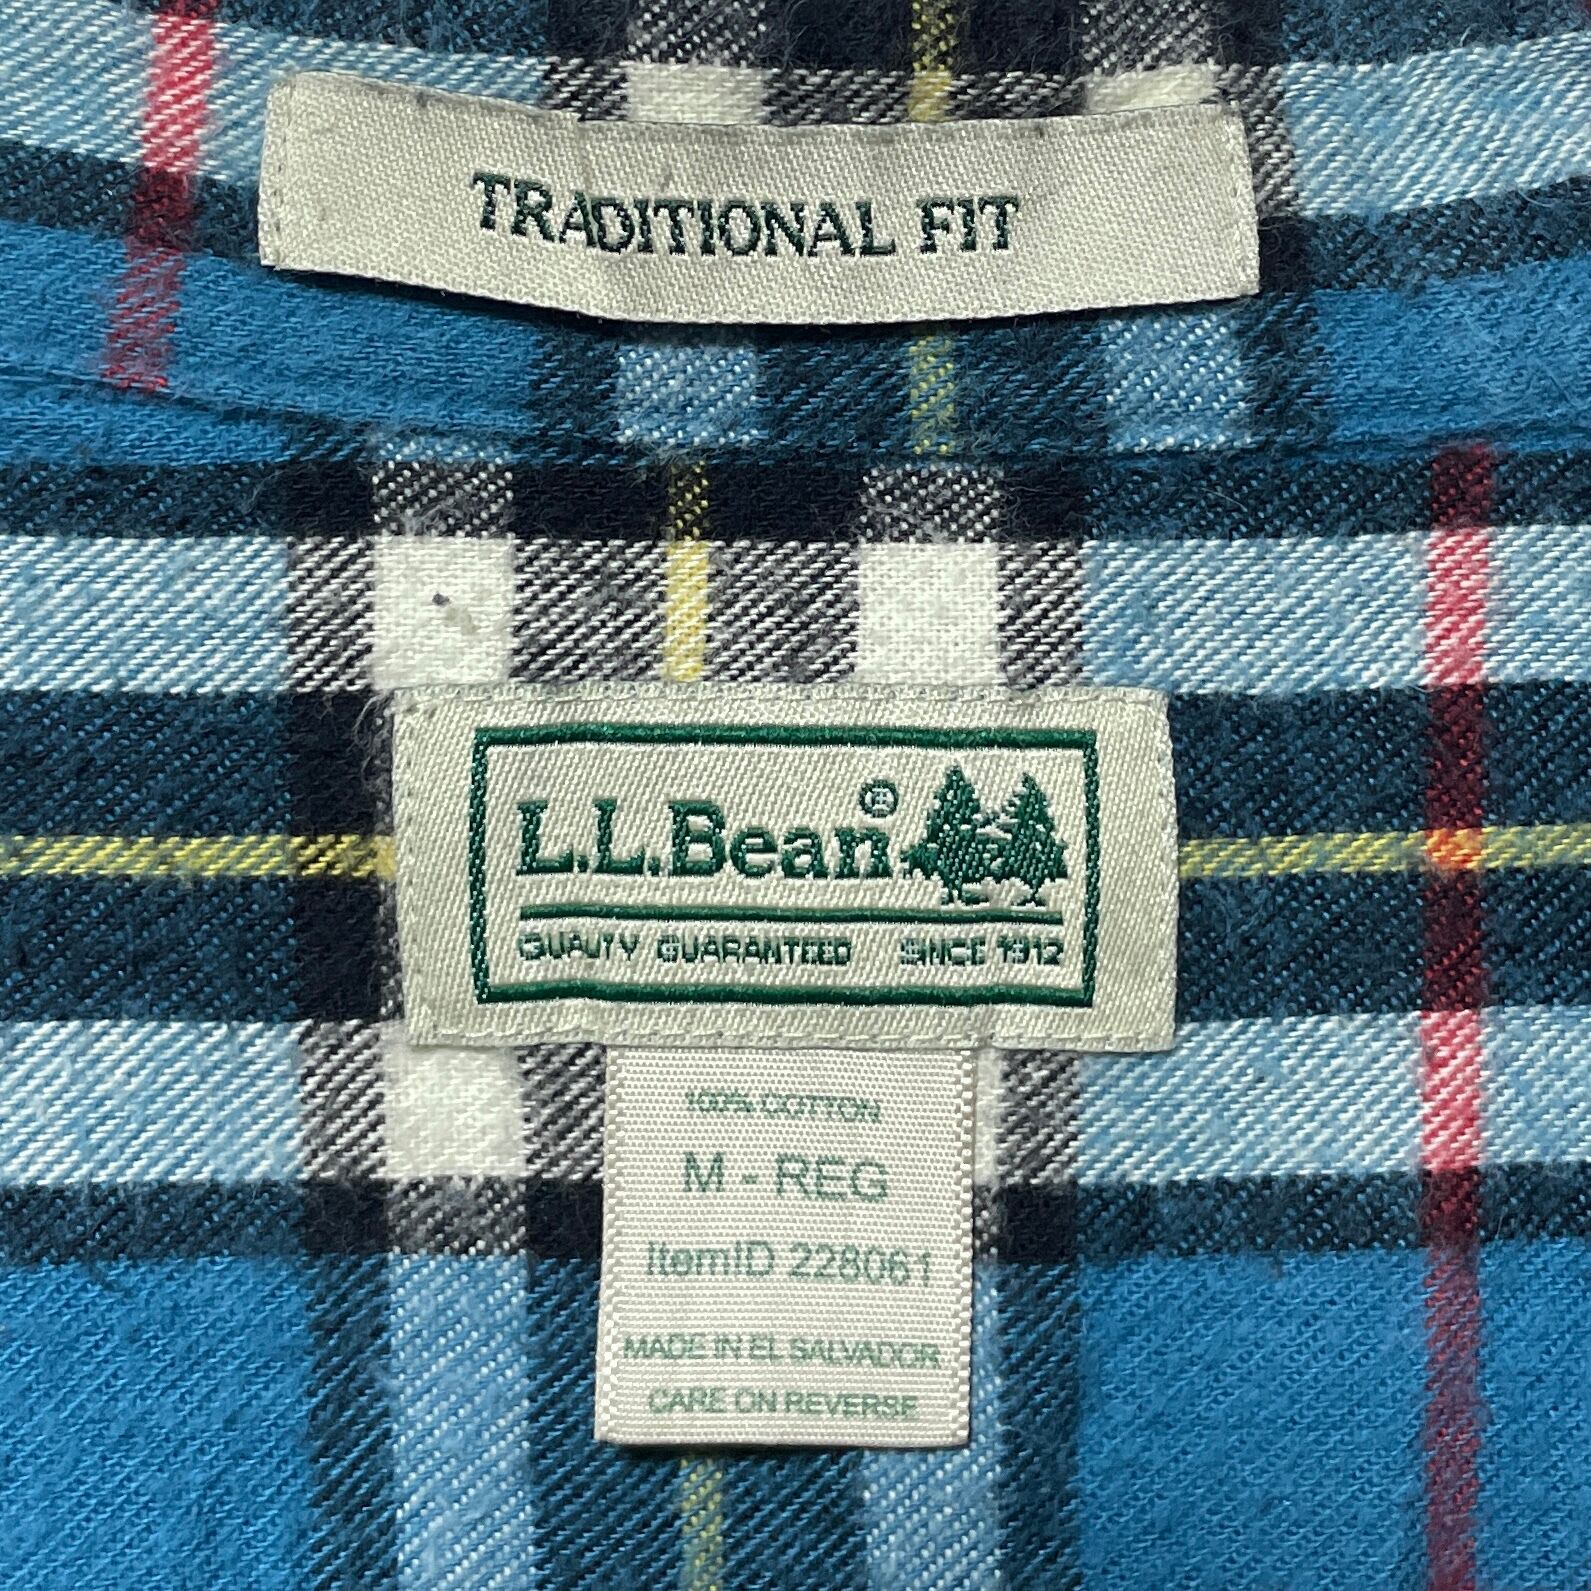 TRADITIONAL FIT
L.L.Bean®
QUALITY GUARANTEED SINCE 1912
100% COTTON
M - REG
ItemID 228061
MADE IN EL SALVADOR
CARE ON REVERSE